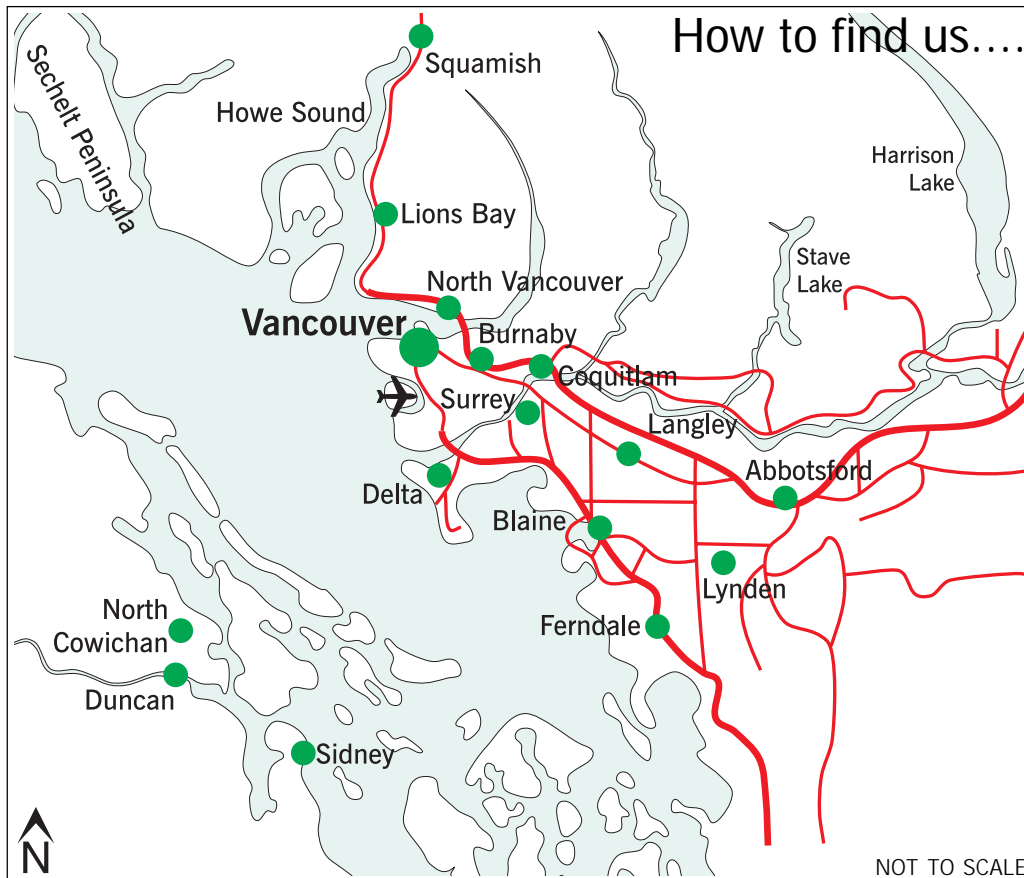 How to find us....
Squamish
Sechelt Peninsula
Howe Sound
Harrison
Lake
Lions Bay
Stave
Lake
North Vancouver
Vancouver
Burnaby
Coquitlam
Surrey
Langley
Abbotsford
Delta
Blaine
Lynden
North
Cowichan
Ferndale
Duncan
Sidney
N
NOT TO SCALE